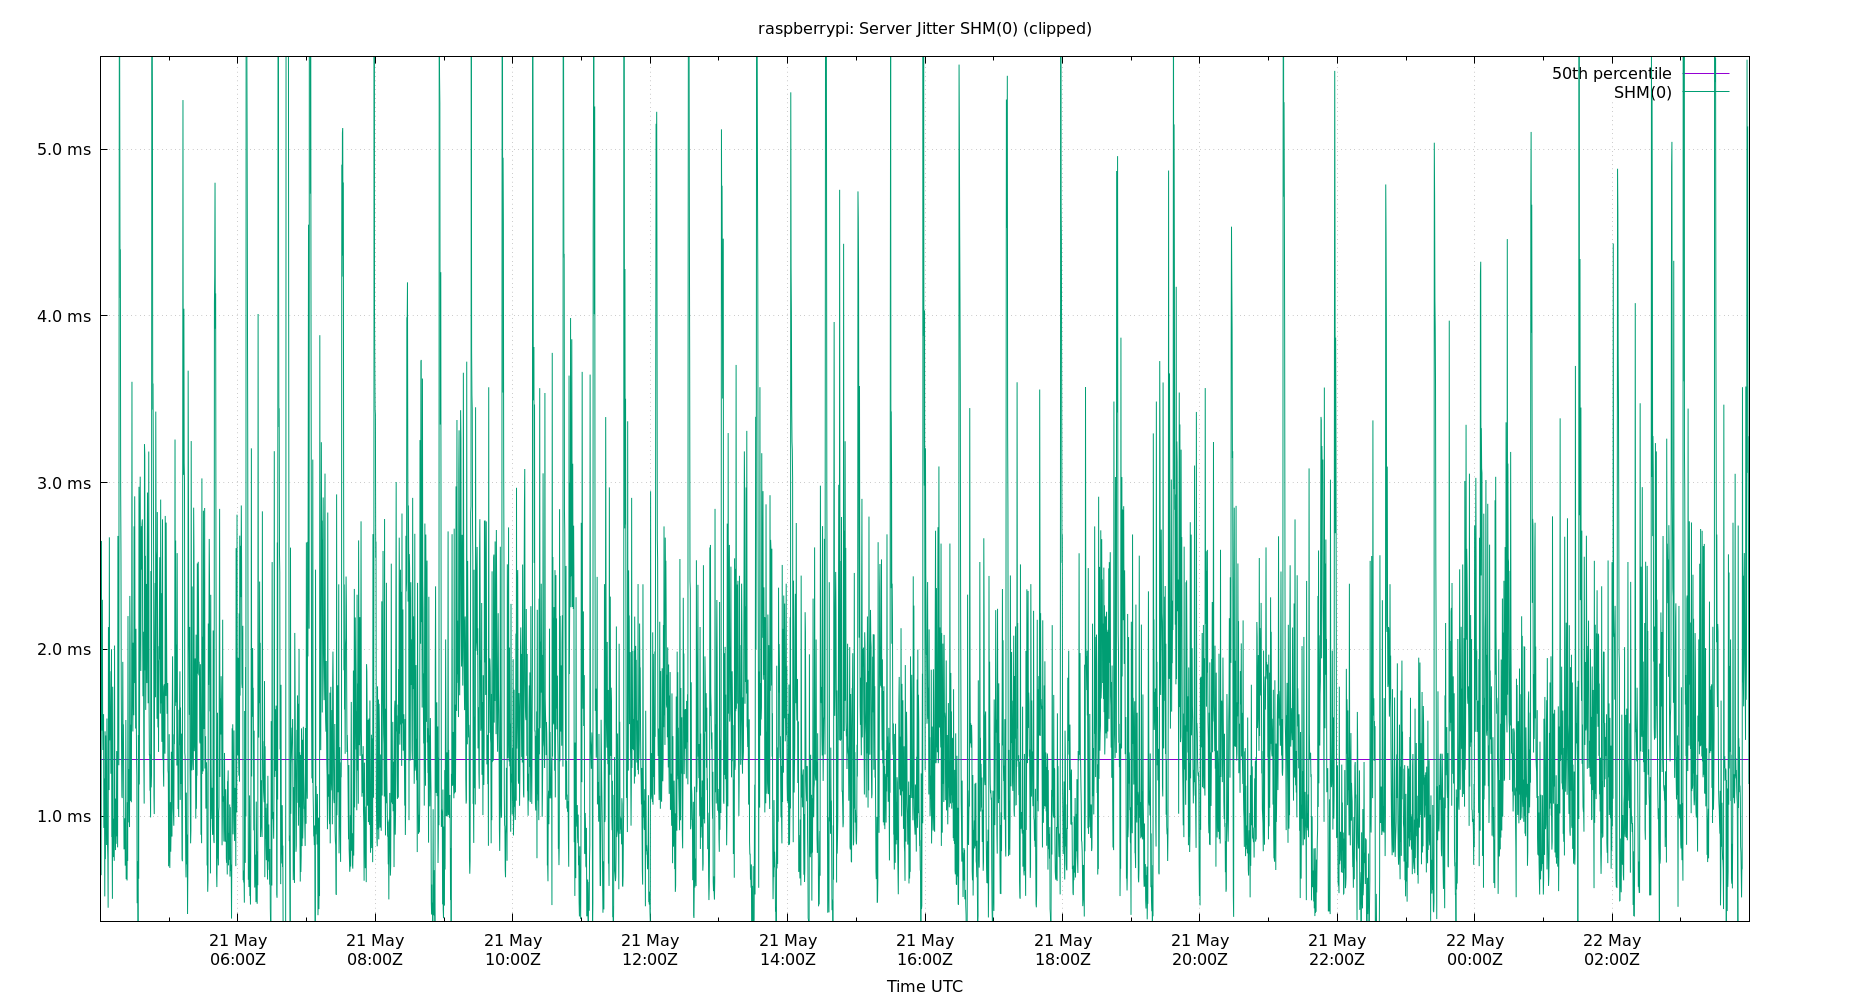 raspberrypi: Server Jitter SHM(0) (clipped)
50th percentile
SHM(0)
5.0 ms
4.0 ms
3.0 ms
2.0 ms
1.0 ms
21 May 21 May 21 May 21 May 21 May 21 May 21 May 21 May 21 May 22 May 22 May
06:00Z 08:00Z 10:00Z 12:00Z 14:00Z 16:00Z 18:00Z 20:00Z 22:00Z 00:00Z 02:00Z
Time UTC